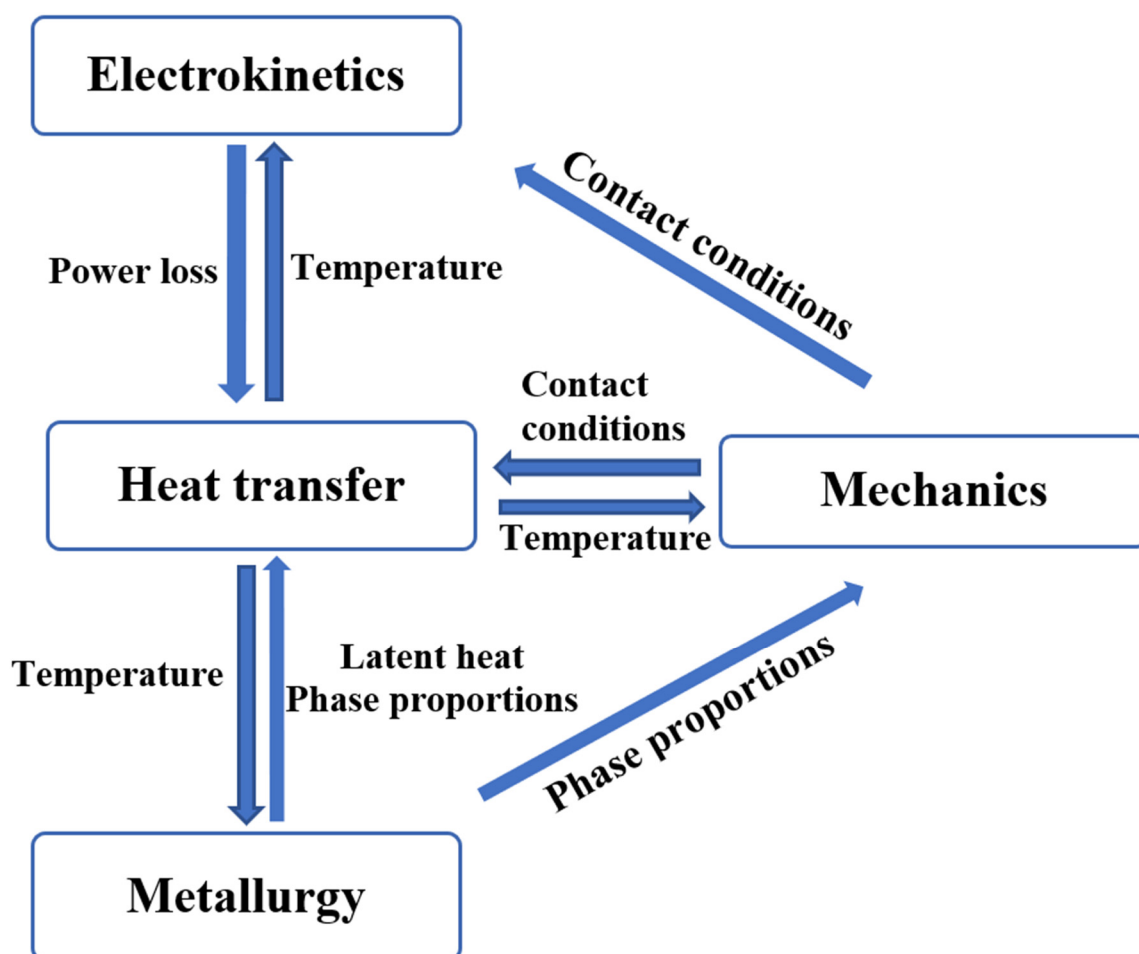 Electrokinetics
Contact conditions
Power loss
Temperature
Contact
conditions
Heat transfer
Mechanics
Temperature
Temperature
Latent heat
Phase proportions
Phase proportions
Metallurgy